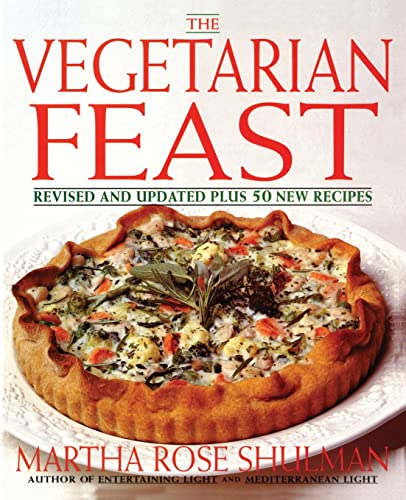 THE
VEGETARIAN
FEAST
REVISED AND UPDATED PLUS 50 NEW RECIPES
MARTHA ROSE SHULMAN
AUTHOR OF ENTERTAINING LIGHT AND MEDITERRANEAN LIGHT